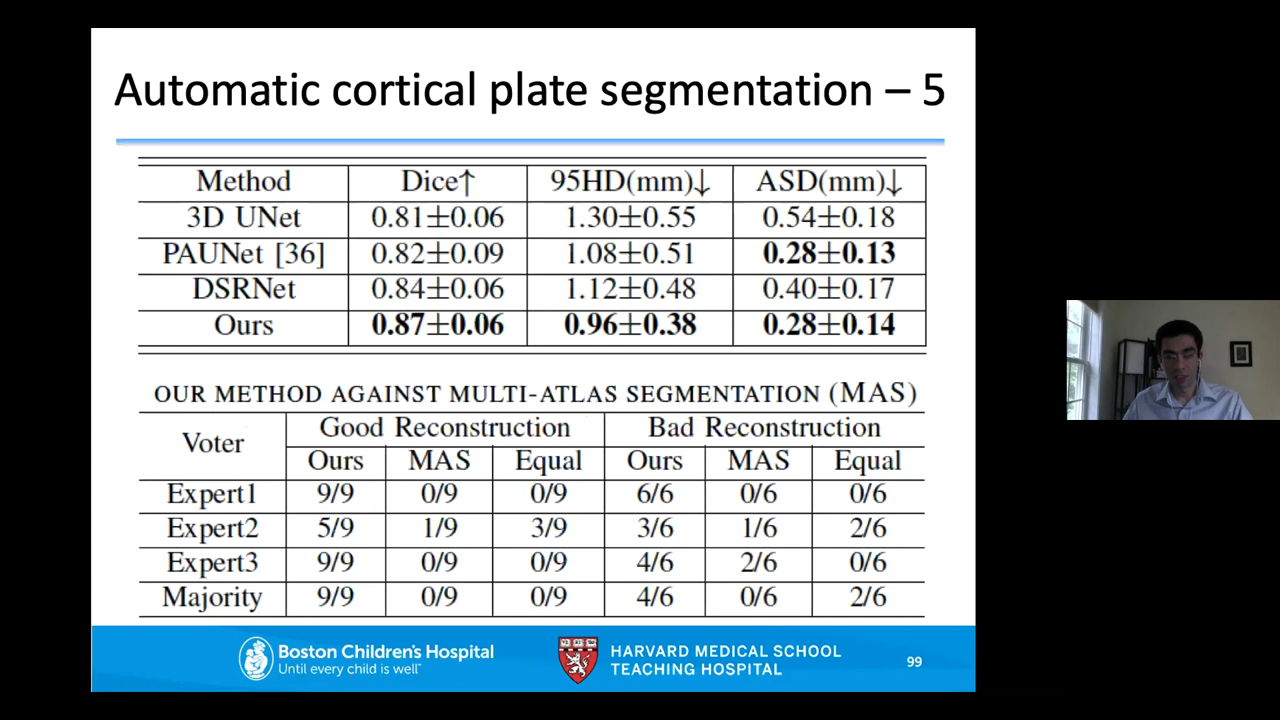 Automatic cortical plate segmentation – 5
Method Dice↑ 95HD(mm)↓ ASD(mm)↓
3D UNet 0.81±0.06 1.30±0.55 0.54±0.18
PAUNet [36] 0.82±0.09 1.08±0.51 0.28±0.13
DSRNet 0.84±0.06 1.12±0.48 0.40±0.17
Ours 0.87±0.06 0.96±0.38 0.28±0.14
OUR METHOD AGAINST MULTI-ATLAS SEGMENTATION (MAS)
Voter Good Reconstruction Bad Reconstruction
Ours MAS Equal Ours MAS Equal
Expert1 9/9 0/9 0/9 6/6 0/6 0/6
Expert2 5/9 1/9 3/9 3/6 1/6 2/6
Expert3 9/9 0/9 0/9 4/6 2/6 0/6
Majority 9/9 0/9 0/9 4/6 0/6 2/6
Boston Children's Hospital
Until every child is well™
HARVARD MEDICAL SCHOOL
TEACHING HOSPITAL
99